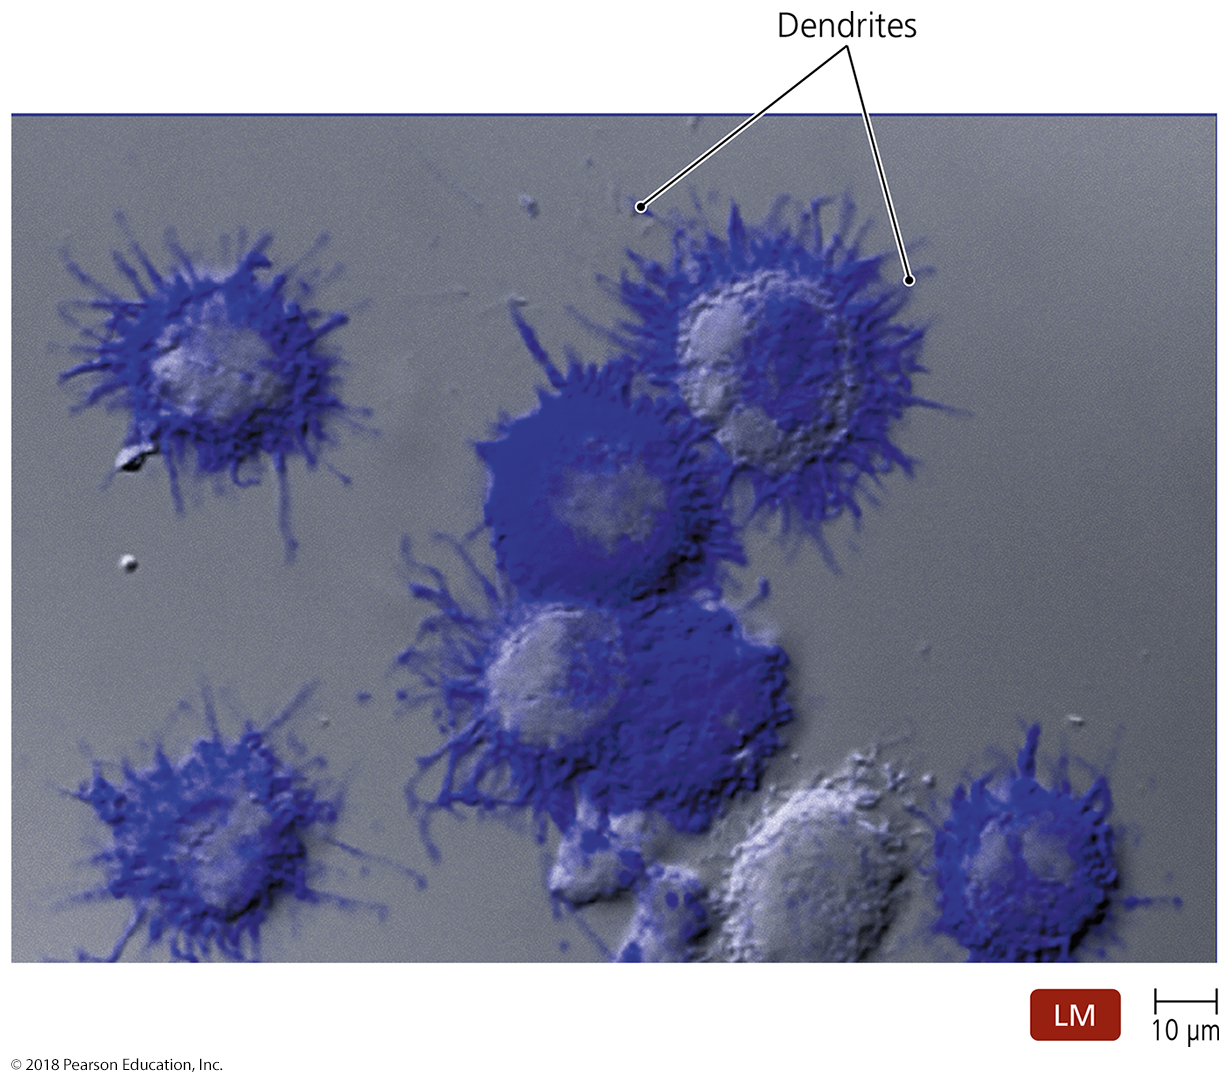 Dendrites
LM
10 µm
© 2018 Pearson Education, Inc.